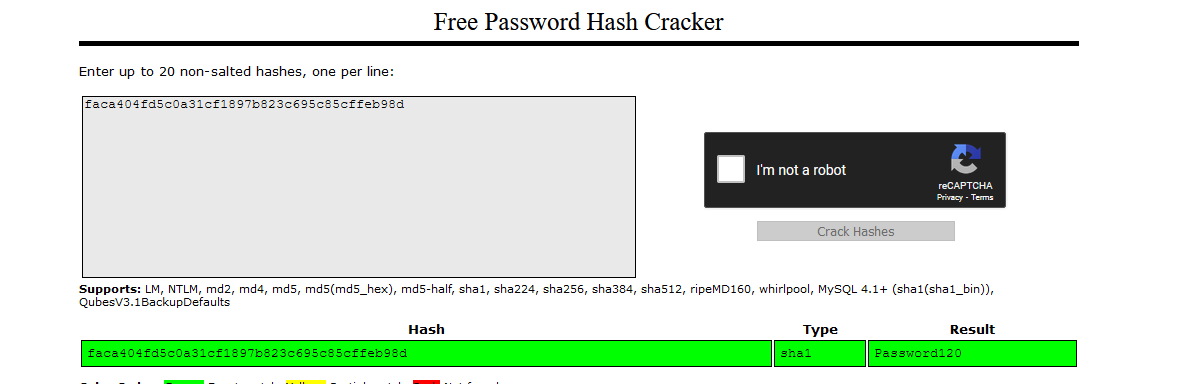 Free Password Hash Cracker
Enter up to 20 non-salted hashes, one per line:
faca404fd5c0a31cf1897b823c695c85cffeb98d
I'm not a robot
reCAPTCHA
Privacy - Terms
Crack Hashes
Supports: LM, NTLM, md2, md4, md5, md5(md5_hex), md5-half, sha1, sha224, sha256, sha384, sha512, ripeMD160, whirlpool, MySQL 4.1+ (sha1(sha1_bin)),
QubesV3.1BackupDefaults
Hash Type Result
faca404fd5c0a31cf1897b823c695c85cffeb98d sha1 Password120